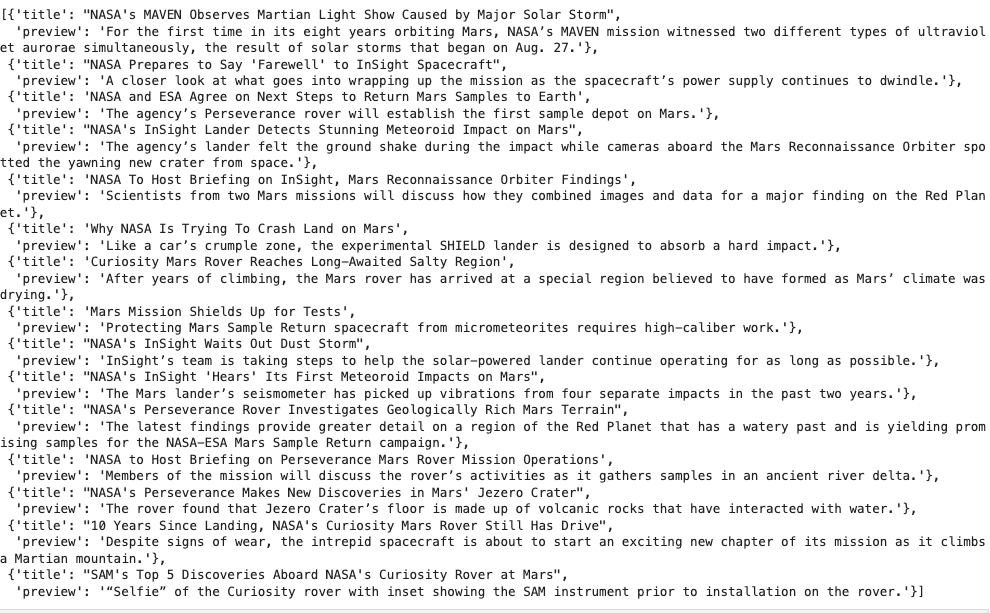 [{'title': "NASA's MAVEN Observes Martian Light Show Caused by Major Solar Storm",
  'preview': 'For the first time in its eight years orbiting Mars, NASA’s MAVEN mission witnessed two different types of ultraviol
et aurorae simultaneously, the result of solar storms that began on Aug. 27.'},
 {'title': "NASA Prepares to Say 'Farewell' to InSight Spacecraft",
  'preview': 'A closer look at what goes into wrapping up the mission as the spacecraft’s power supply continues to dwindle.'},
 {'title': 'NASA and ESA Agree on Next Steps to Return Mars Samples to Earth',
  'preview': 'The agency’s Perseverance rover will establish the first sample depot on Mars.'},
 {'title': "NASA's InSight Lander Detects Stunning Meteoroid Impact on Mars",
  'preview': 'The agency’s lander felt the ground shake during the impact while cameras aboard the Mars Reconnaissance Orbiter spo
tted the yawning new crater from space.'},
 {'title': 'NASA To Host Briefing on InSight, Mars Reconnaissance Orbiter Findings',
  'preview': 'Scientists from two Mars missions will discuss how they combined images and data for a major finding on the Red Plan
et.'},
 {'title': 'Why NASA Is Trying To Crash Land on Mars',
  'preview': 'Like a car’s crumple zone, the experimental SHIELD lander is designed to absorb a hard impact.'},
 {'title': 'Curiosity Mars Rover Reaches Long-Awaited Salty Region',
  'preview': 'After years of climbing, the Mars rover has arrived at a special region believed to have formed as Mars’ climate was
drying.'},
 {'title': 'Mars Mission Shields Up for Tests',
  'preview': 'Protecting Mars Sample Return spacecraft from micrometeorites requires high-caliber work.'},
 {'title': "NASA's InSight Waits Out Dust Storm",
  'preview': 'InSight’s team is taking steps to help the solar-powered lander continue operating for as long as possible.'},
 {'title': "NASA's InSight 'Hears' Its First Meteoroid Impacts on Mars",
  'preview': 'The Mars lander’s seismometer has picked up vibrations from four separate impacts in the past two years.'},
 {'title': "NASA's Perseverance Rover Investigates Geologically Rich Mars Terrain",
  'preview': 'The latest findings provide greater detail on a region of the Red Planet that has a watery past and is yielding prom
ising samples for the NASA-ESA Mars Sample Return campaign.'},
 {'title': 'NASA to Host Briefing on Perseverance Mars Rover Mission Operations',
  'preview': 'Members of the mission will discuss the rover’s activities as it gathers samples in an ancient river delta.'},
 {'title': "NASA's Perseverance Makes New Discoveries in Mars' Jezero Crater",
  'preview': 'The rover found that Jezero Crater’s floor is made up of volcanic rocks that have interacted with water.'},
 {'title': "10 Years Since Landing, NASA's Curiosity Mars Rover Still Has Drive",
  'preview': 'Despite signs of wear, the intrepid spacecraft is about to start an exciting new chapter of its mission as it climbs
a Martian mountain.'},
 {'title': "SAM's Top 5 Discoveries Aboard NASA's Curiosity Rover at Mars",
  'preview': '“Selfie” of the Curiosity rover with inset showing the SAM instrument prior to installation on the rover.'}]